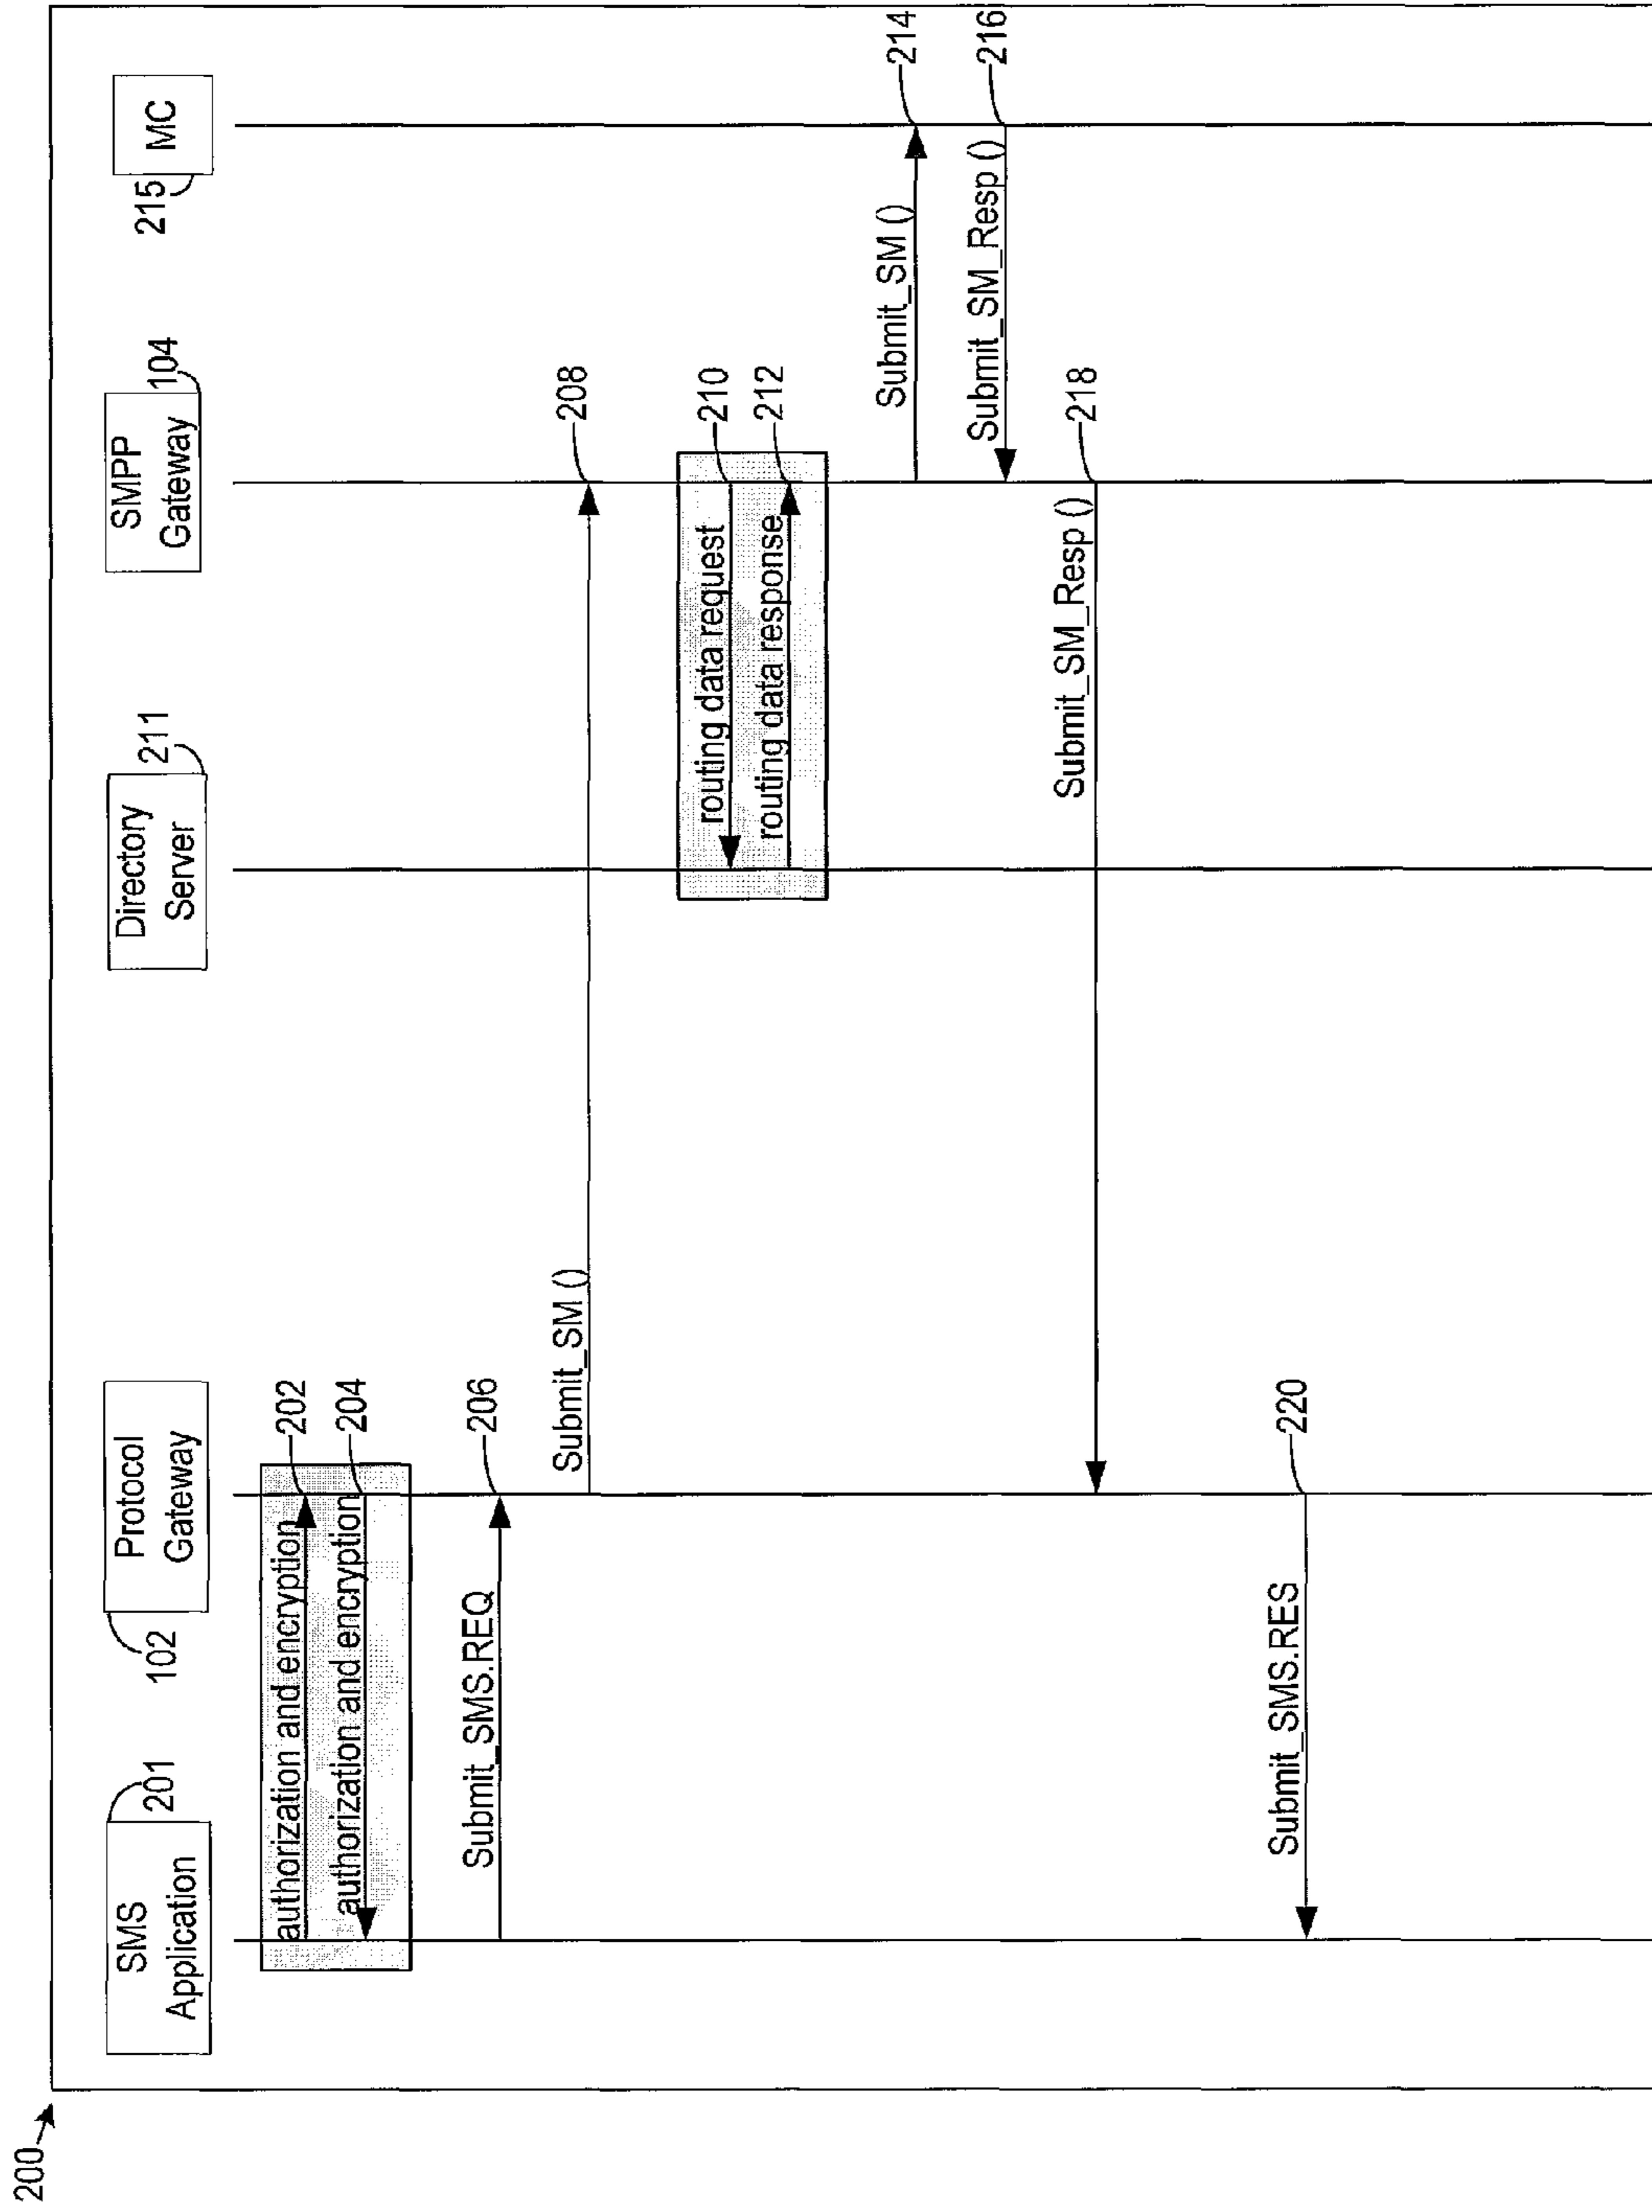 200
SMS
Application
201
Protocol
Gateway
102
Directory
Server
211
SMPP
Gateway
104
MC
215
authorization and encryption
202
authorization and encryption
204
Submit_SMS.REQ
206
Submit_SM ()
208
routing data request
210
routing data response
212
Submit_SM ()
214
Submit_SM_Resp ()
216
Submit_SM_Resp ()
218
Submit_SMS.RES
220